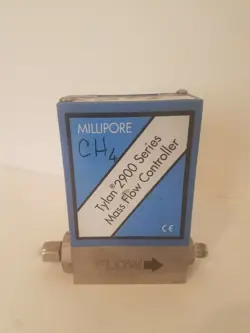 MILLIPORE
CH4
Tylan® 2900 Series
Mass Flow Controller
CE
FLOW